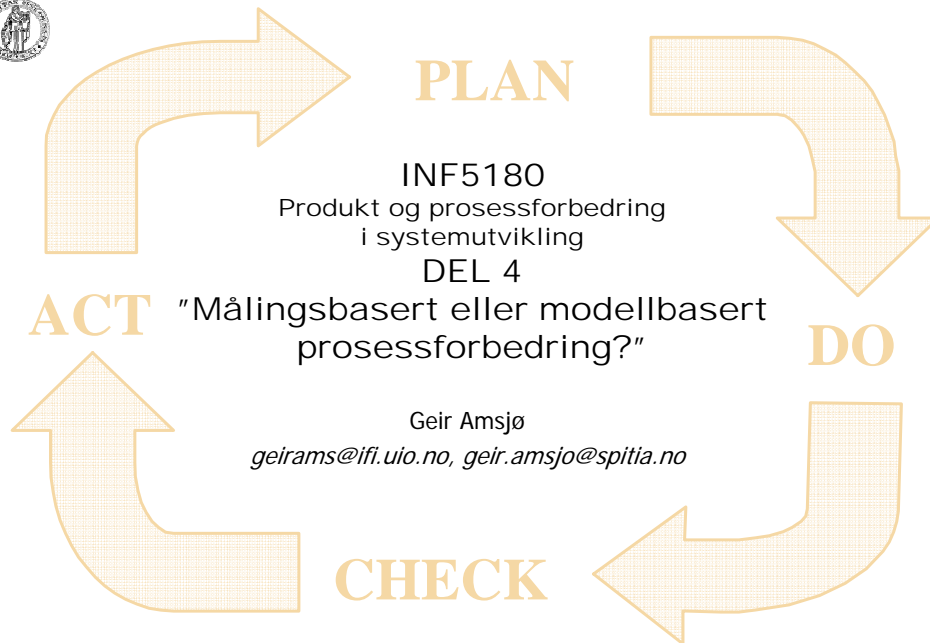 PLAN
INF5180
Produkt og prosessforbedring
i systemutvikling
DEL 4
"Målingsbasert eller modellbasert
prosessforbedring?"
ACT
DO
Geir Amsjø
geirams@ifi.uio.no, geir.amsjo@spitia.no
CHECK